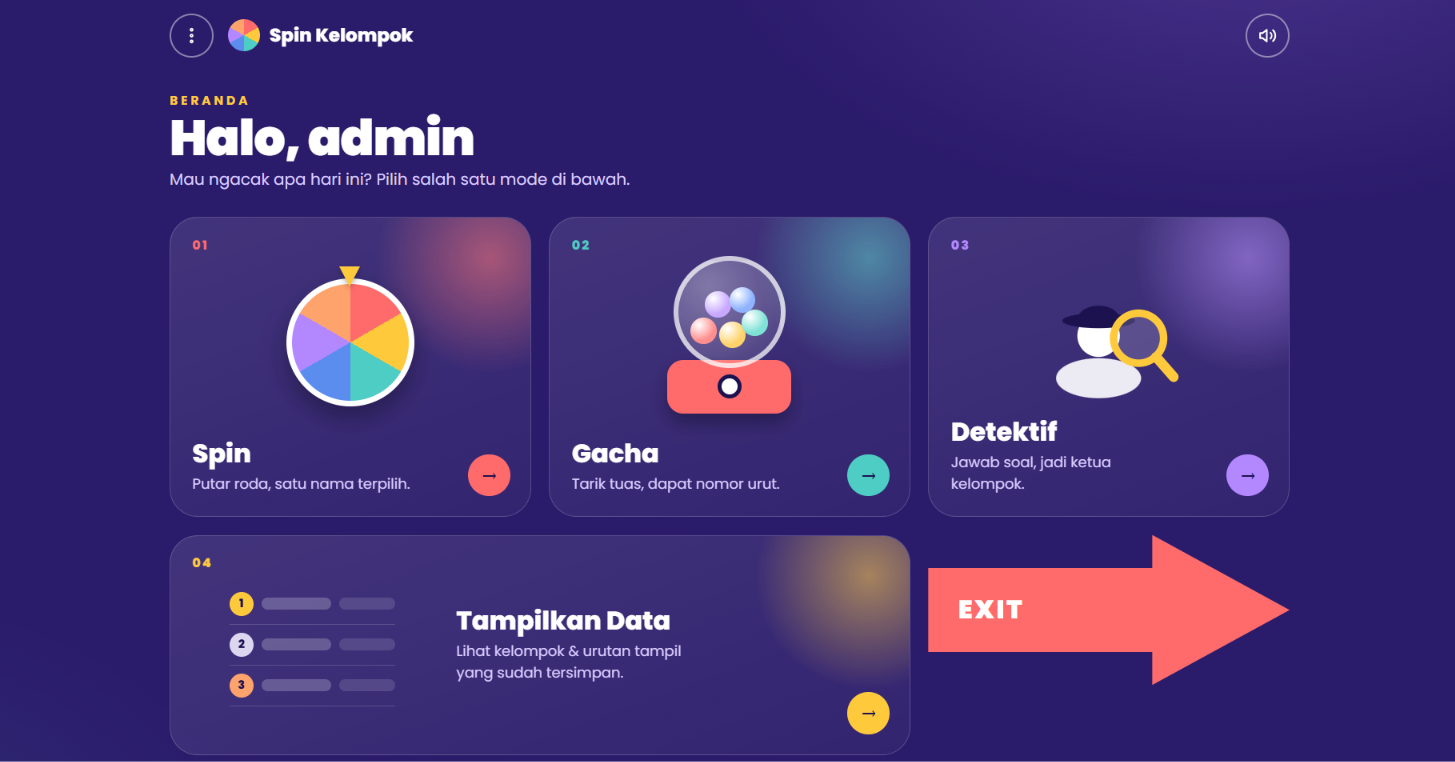 Spin Kelompok
BERANDA
Halo, admin
Mau ngacak apa hari ini? Pilih salah satu mode di bawah.
01
Spin
Putar roda, satu nama terpilih.
→
02
Gacha
Tarik tuas, dapat nomor urut.
→
03
Detektif
Jawab soal, jadi ketua
kelompok.
→
04
1
2
3
Tampilkan Data
Lihat kelompok & urutan tampil
yang sudah tersimpan.
→
EXIT